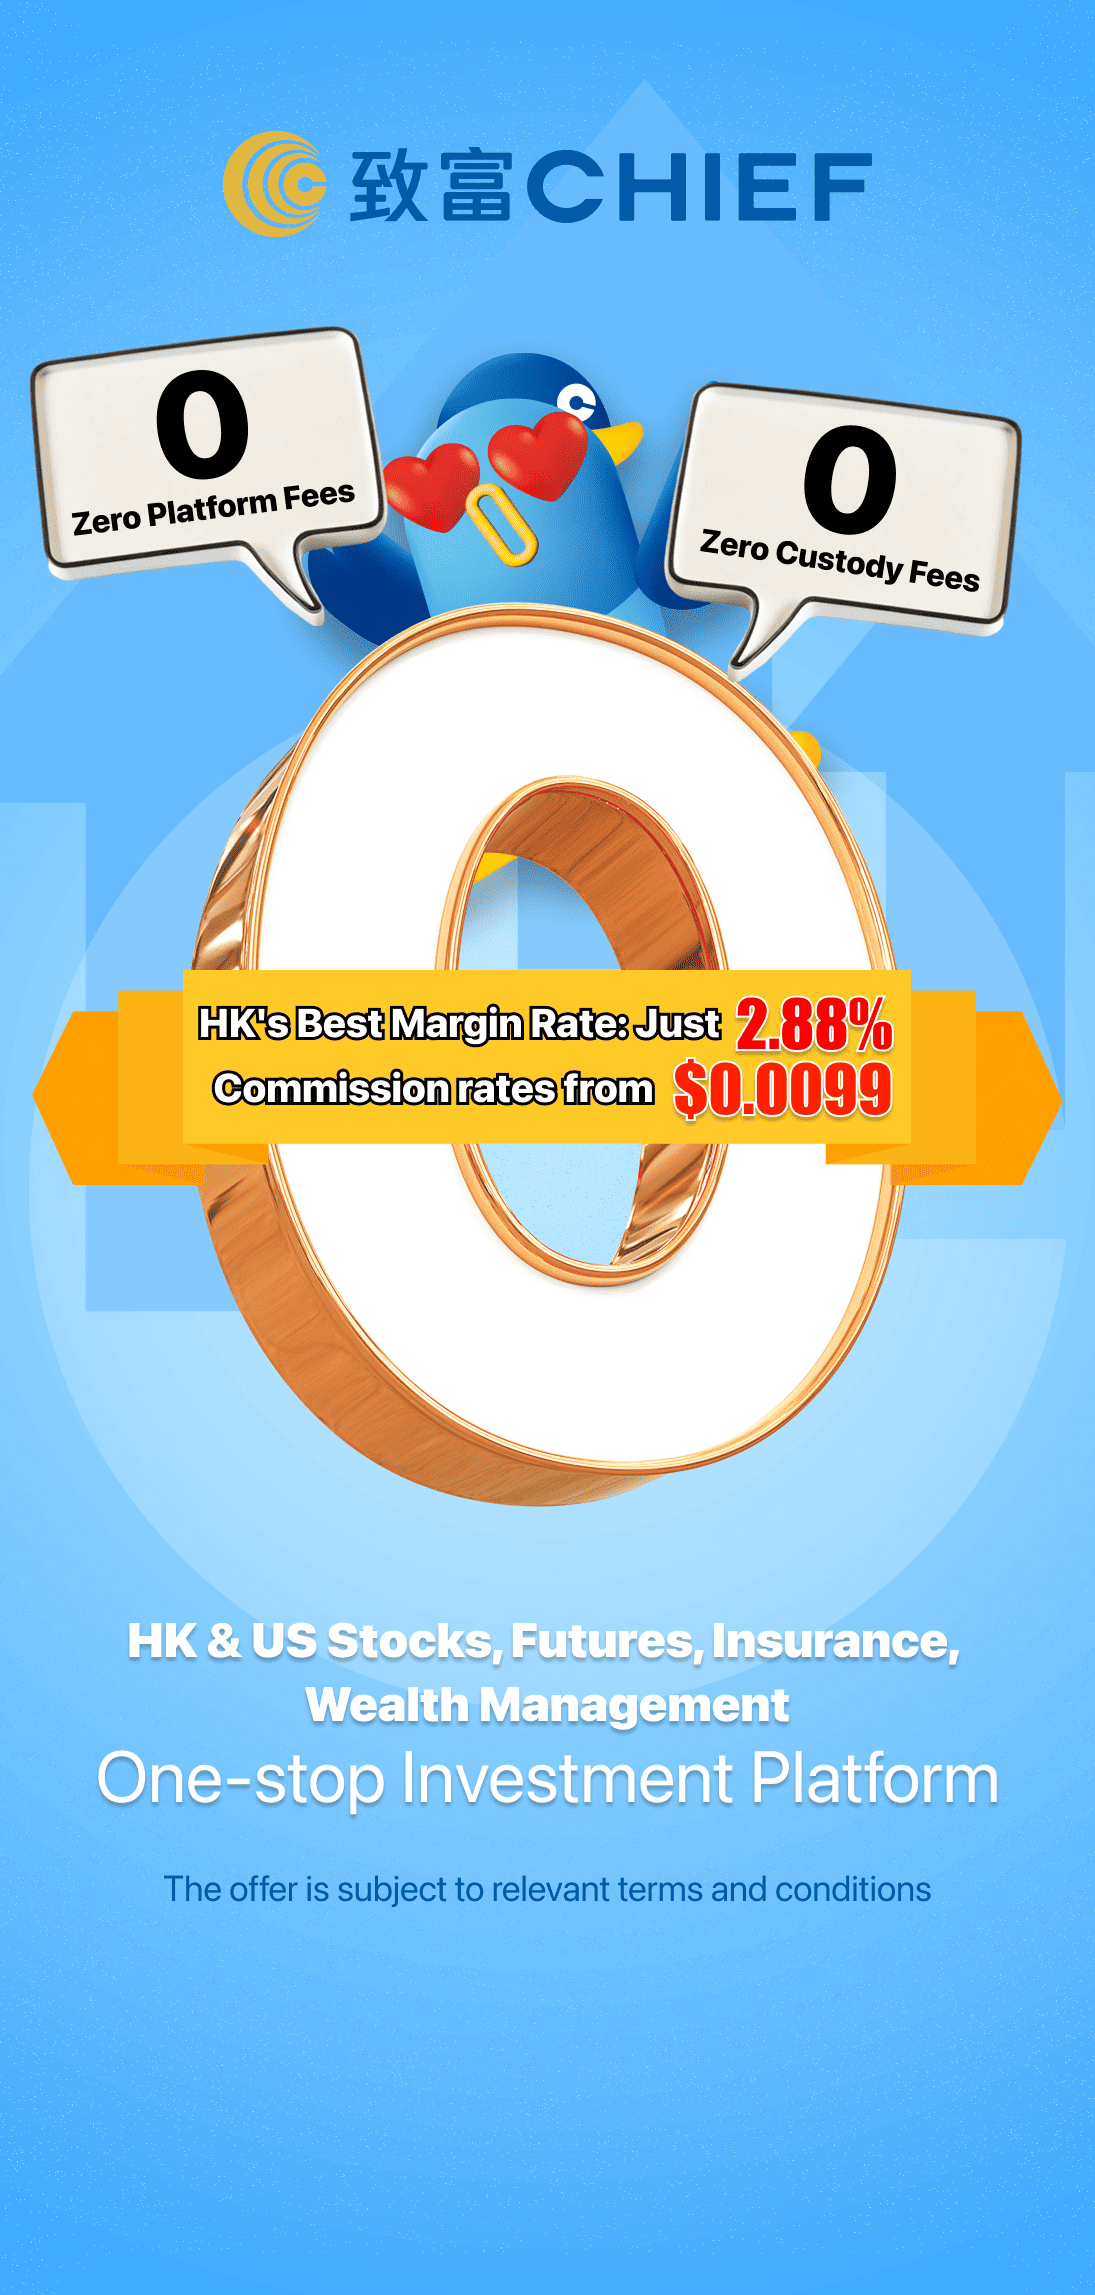 致富CHIEF
0
Zero Platform Fees
0
Zero Custody Fees
HK's Best Margin Rate: Just 2.88%
Commission rates from $0.0099
HK & US Stocks, Futures, Insurance,
Wealth Management
One-stop Investment Platform
The offer is subject to relevant terms and conditions